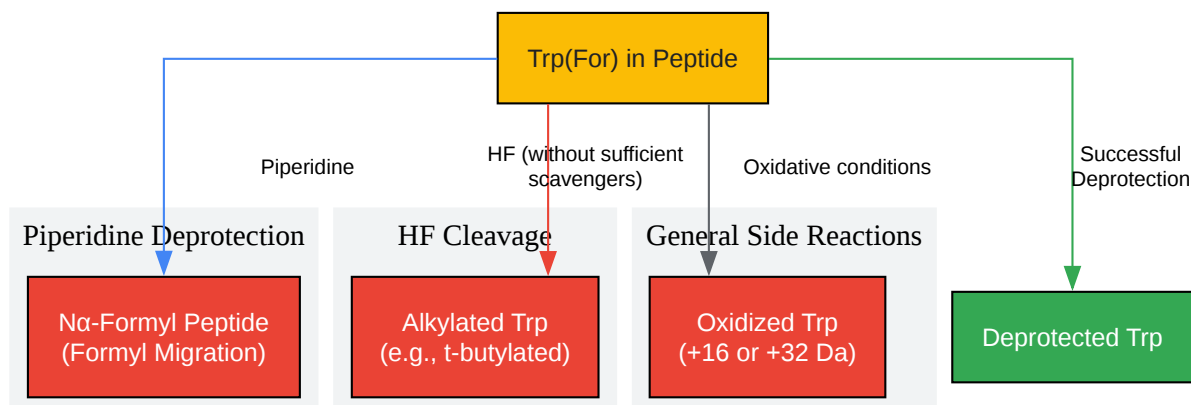 Trp(For) in Peptide
Piperidine
HF (without sufficient
scavengers)
Oxidative conditions
Successful
Deprotection
Piperidine Deprotection
HF Cleavage
General Side Reactions
Nα-Formyl Peptide
(Formyl Migration)
Alkylated Trp
(e.g., t-butylated)
Oxidized Trp
(+16 or +32 Da)
Deprotected Trp